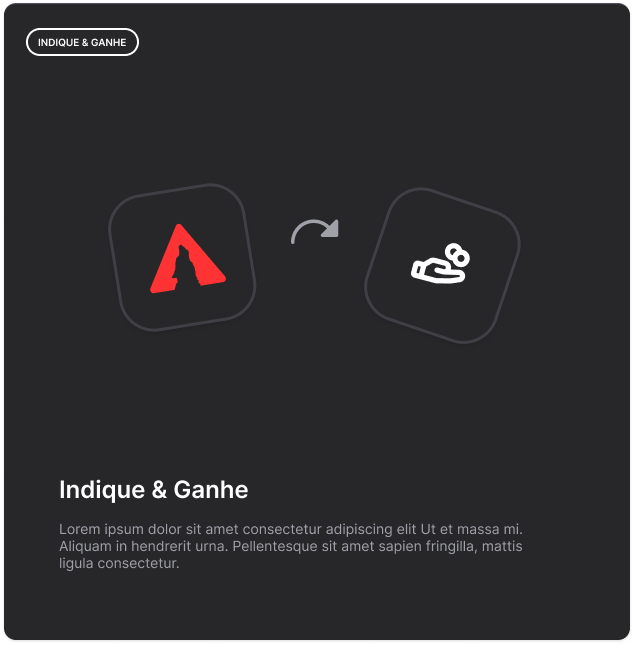 INDIQUE & GANHE
Indique & Ganhe
Lorem ipsum dolor sit amet consectetur adipiscing elit Ut et massa mi.
Aliquam in hendrerit urna. Pellentesque sit amet sapien fringilla, mattis
ligula consectetur.